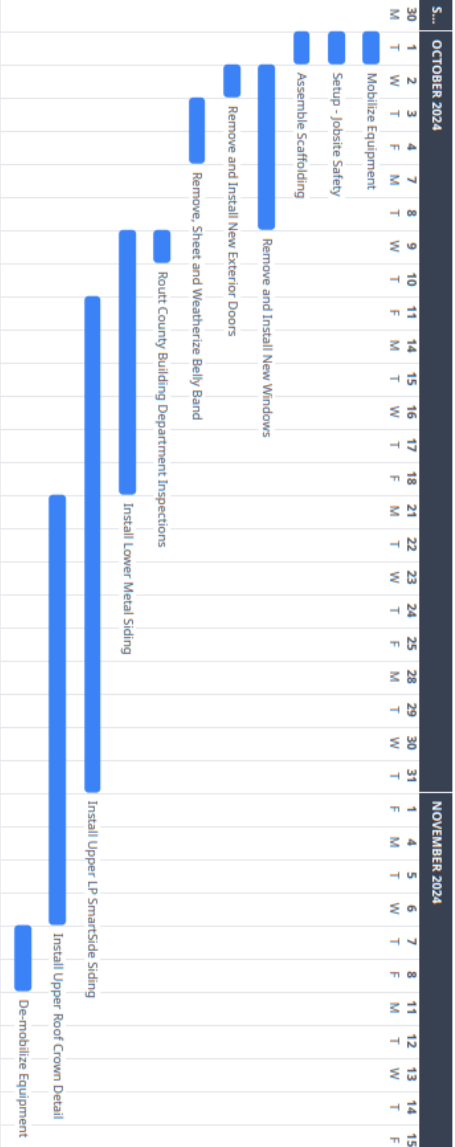 S... OCTOBER 2024 NOVEMBER 2024
30 1 2 3 4 7 8 9 10 11 14 15 16 17 18 21 22 23 24 25 28 29 30 31 1 4 5 6 7 8 11 12 13 14 15
M T W T F M T W T F M T W T F M T W T F M T W T F M T W T F M T W T F
Mobilize Equipment
Setup - Jobsite Safety
Assemble Scaffolding
Remove and Install New Windows
Remove and Install New Exterior Doors
Remove, Sheet and Weatherize Belly Band
Routt County Building Department Inspections
Install Lower Metal Siding
Install Upper LP SmartSide Siding
Install Upper Roof Crown Detail
De-mobilize Equipment